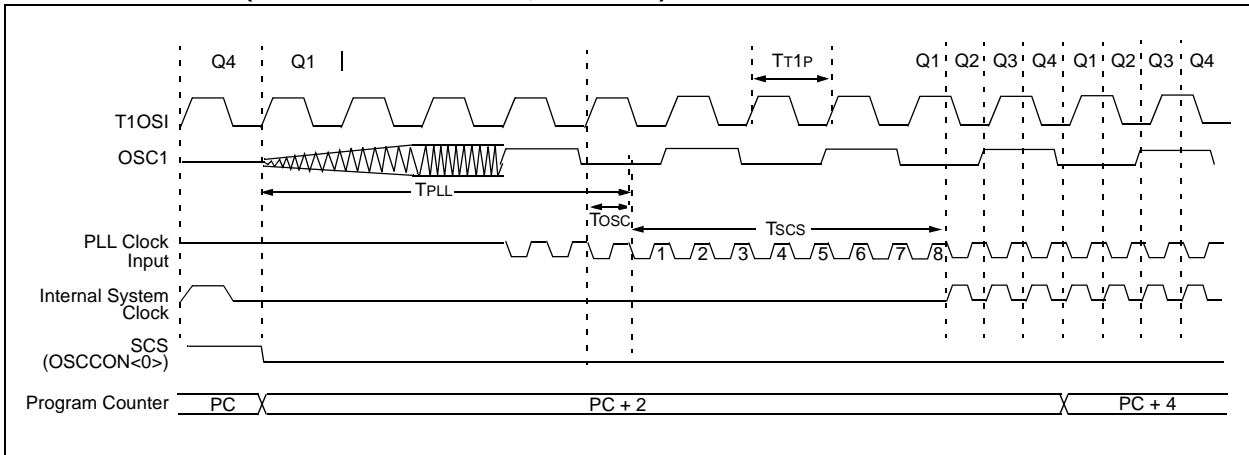 Q4 Q1 TT1P Q1 Q2 Q3 Q4 Q1 Q2 Q3 Q4
T1OSI
OSC1
TPLL
TOSC
TSCS
PLL Clock
Input
1 2 3 4 5 6 7 8
Internal System
Clock
SCS
(OSCCON<0>)
Program Counter PC PC + 2 PC + 4